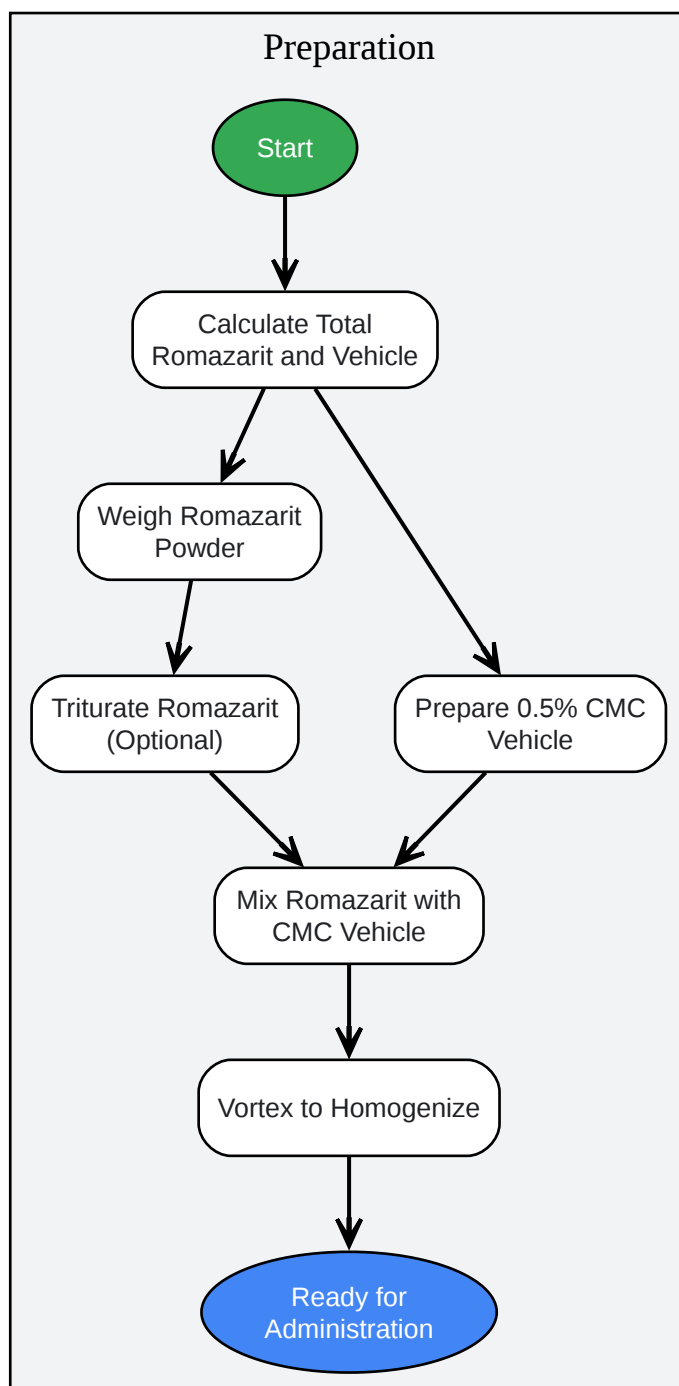 Preparation
Start
Calculate Total
Romazarit and Vehicle
Weigh Romazarit
Powder
Triturate Romazarit
(Optional)
Prepare 0.5% CMC
Vehicle
Mix Romazarit with
CMC Vehicle
Vortex to Homogenize
Ready for
Administration